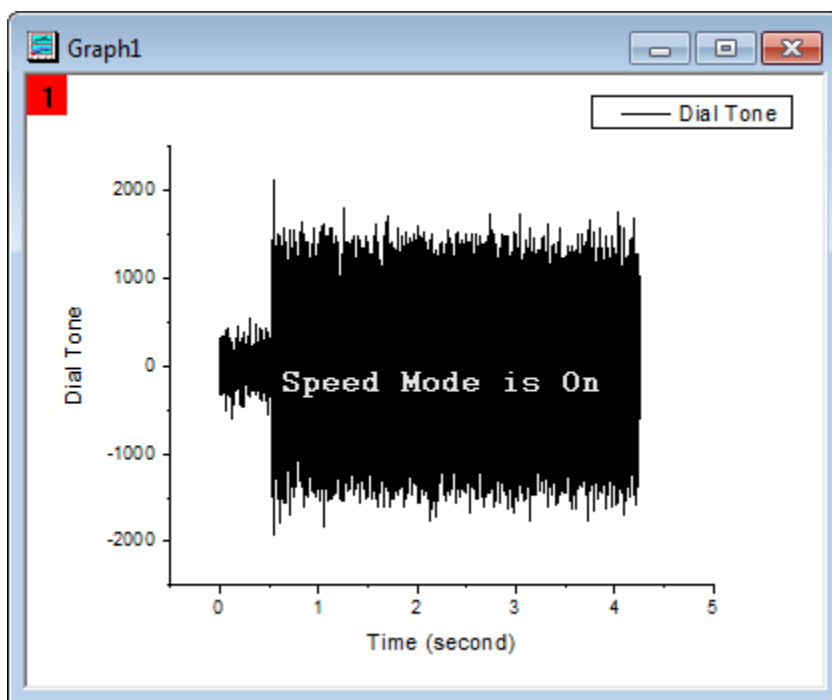 Graph1
1
Dial Tone
2000
1000
0
-1000
-2000
Dial Tone
Speed Mode is On
0 1 2 3 4 5
Time (second)